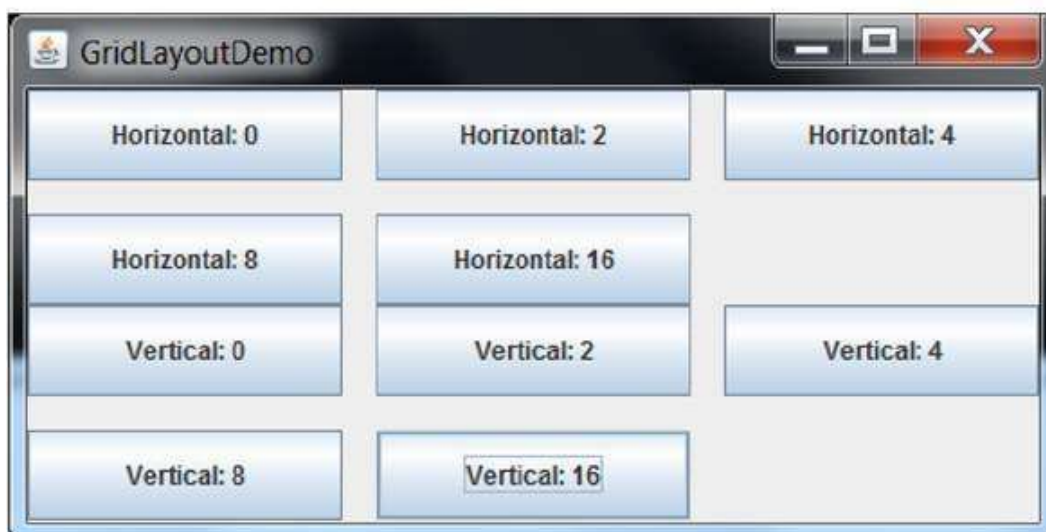 GridLayoutDemo
Horizontal: 0 Horizontal: 2 Horizontal: 4
Horizontal: 8 Horizontal: 16
Vertical: 0 Vertical: 2 Vertical: 4
Vertical: 8 Vertical: 16